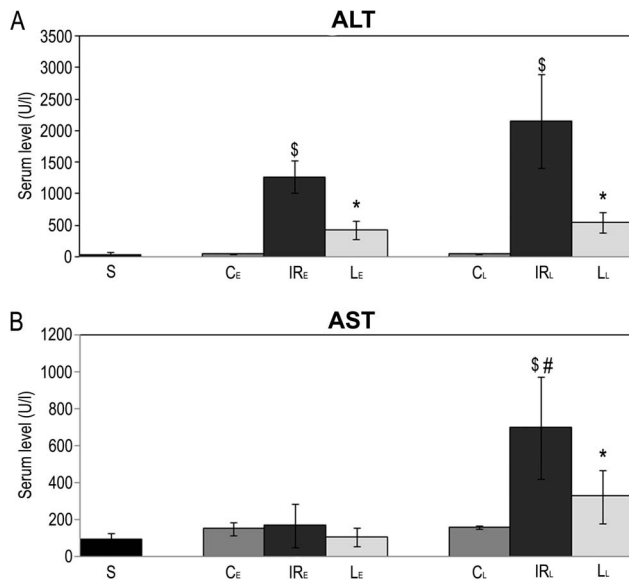 A
ALT
Serum level (U/l)
3500
3000
2500
2000
1500
1000
500
0
$
*
$
*
S
CE
IRE
LE
CL
IRL
LL
B
AST
Serum level (U/l)
1200
1000
800
600
400
200
0
$ #
*
S
CE
IRE
LE
CL
IRL
LL